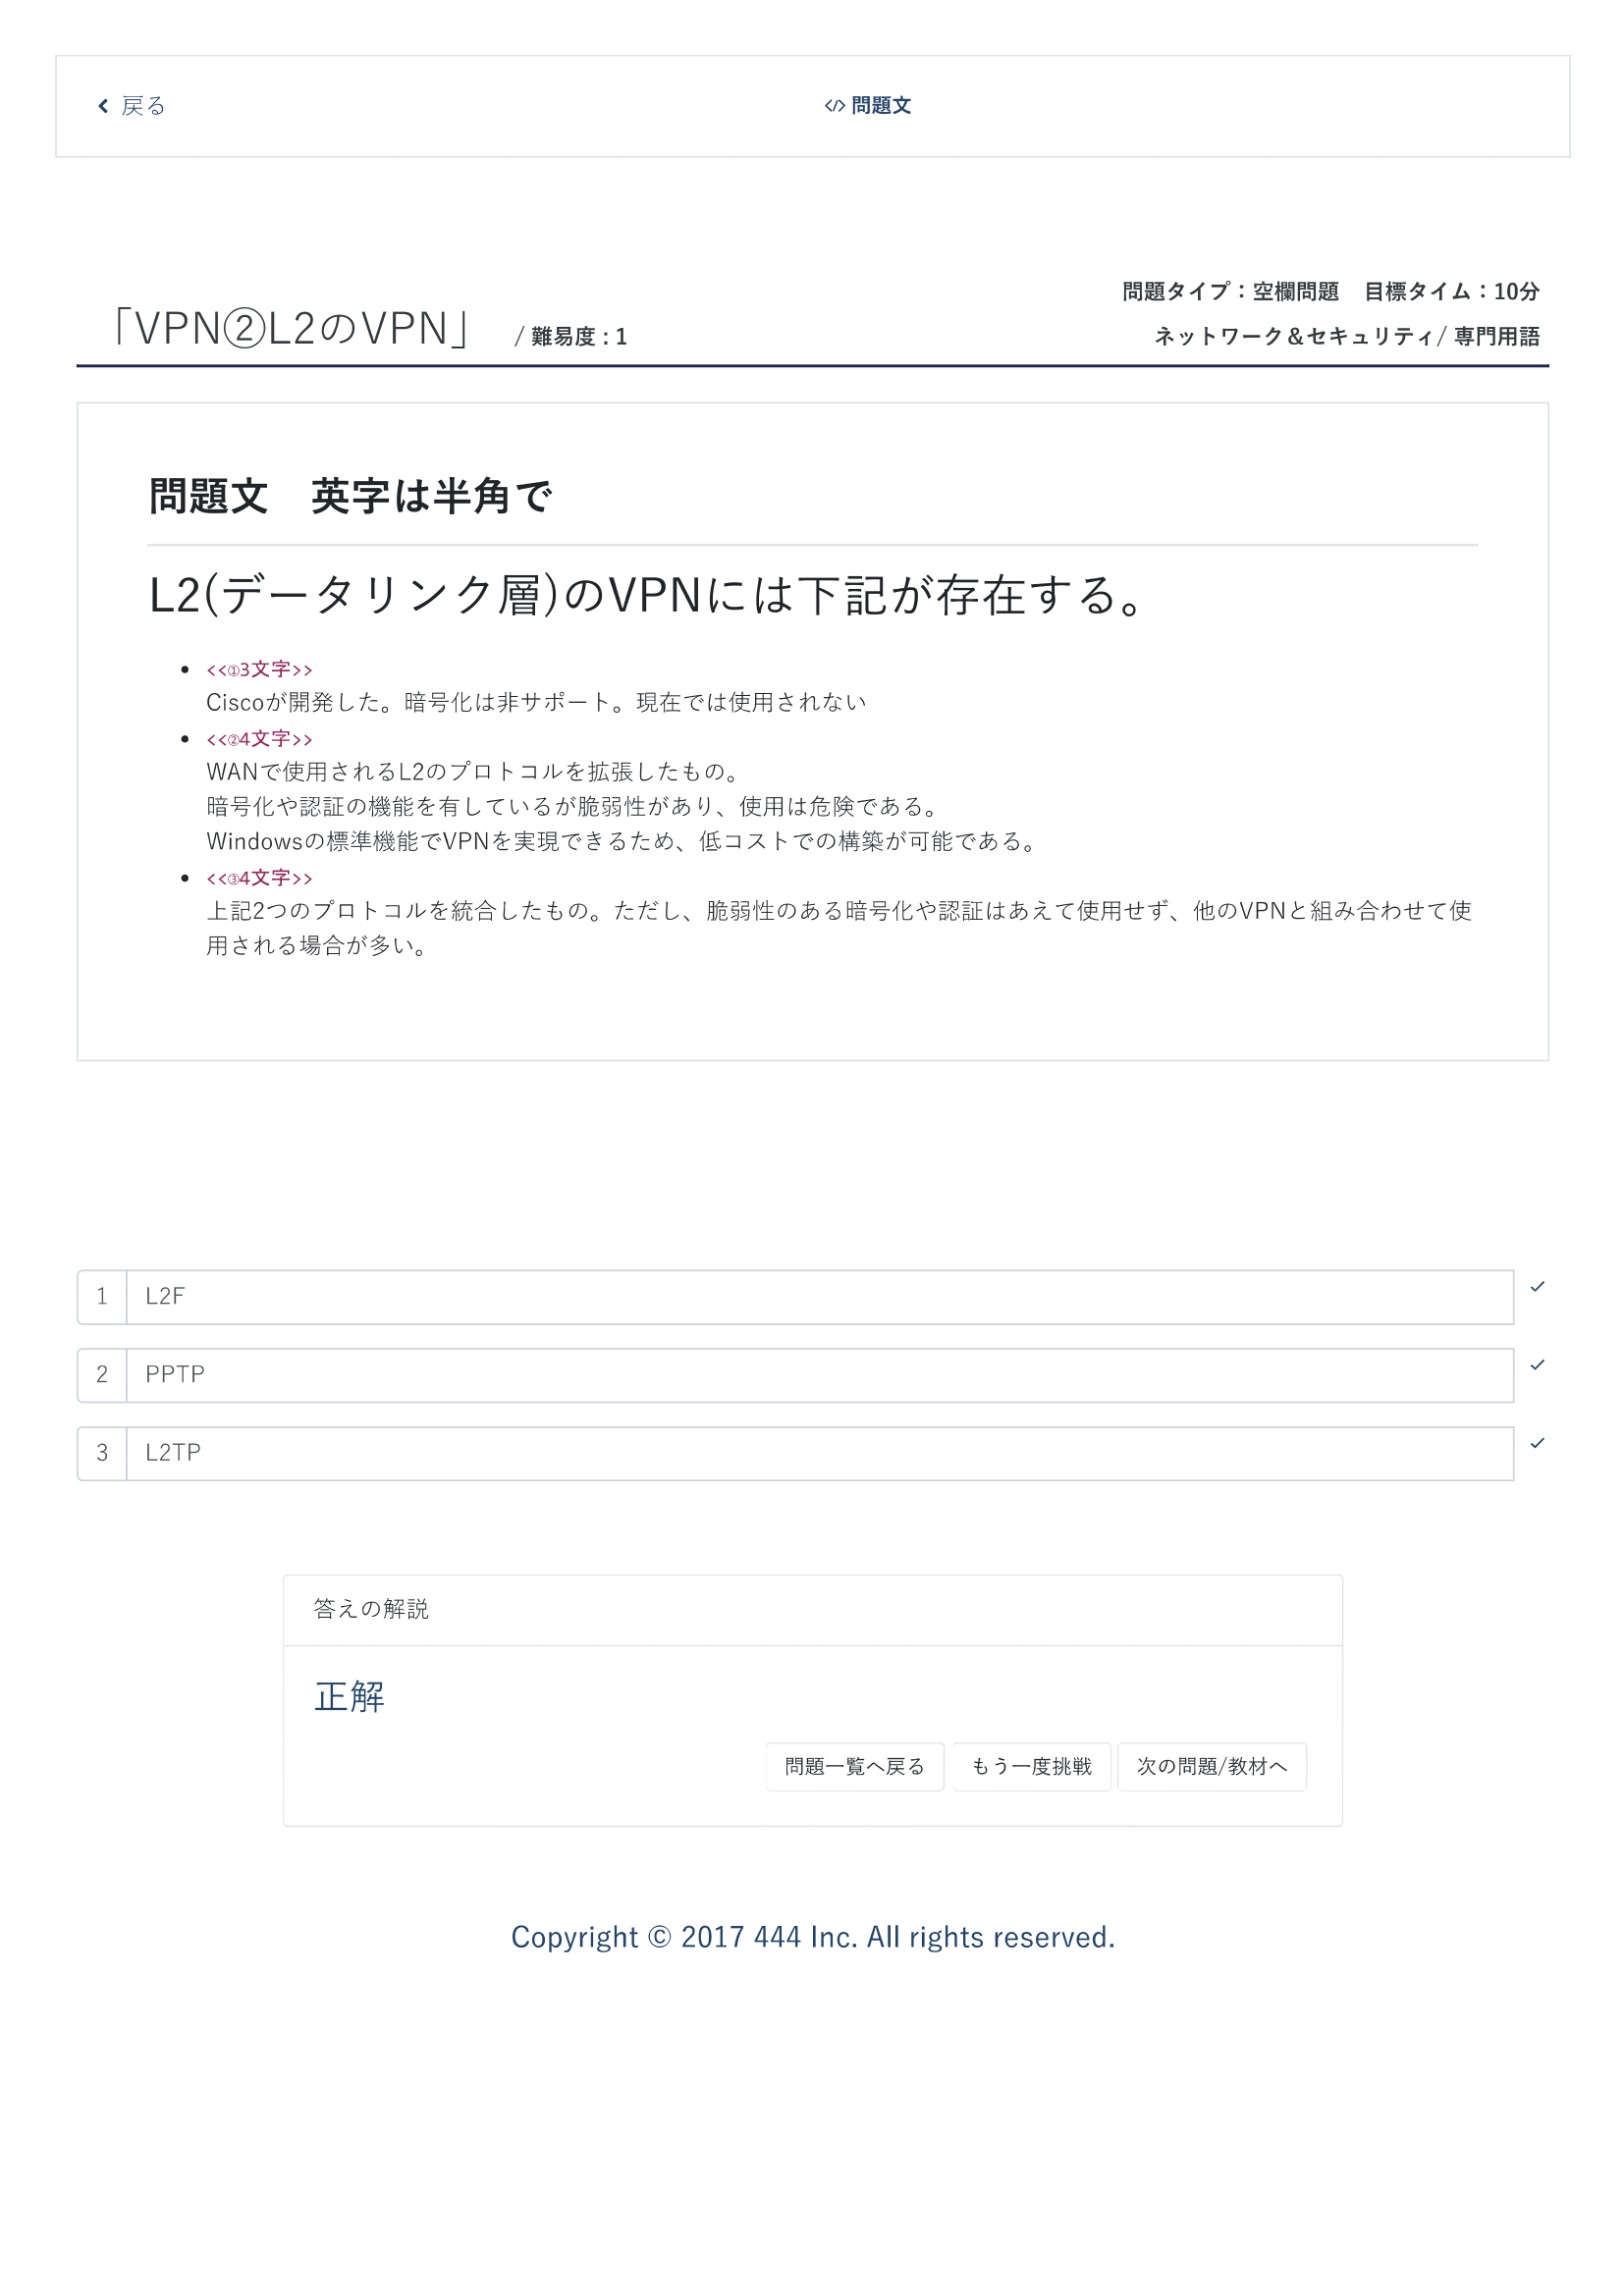 戻る
</> 問題文
問題タイプ：空欄問題　目標タイム：10分
「VPN②L2のVPN」 / 難易度 : 1
ネットワーク＆セキュリティ/ 専門用語
問題文　英字は半角で
L2(データリンク層)のVPNには下記が存在する。
<<①3文字>>
Ciscoが開発した。暗号化は非サポート。現在では使用されない
<<②4文字>>
WANで使用されるL2のプロトコルを拡張したもの。
暗号化や認証の機能を有しているが脆弱性があり、使用は危険である。
Windowsの標準機能でVPNを実現できるため、低コストでの構築が可能である。
<<③4文字>>
上記2つのプロトコルを統合したもの。ただし、脆弱性のある暗号化や認証はあえて使用せず、他のVPNと組み合わせて使
用される場合が多い。
1 L2F
2 PPTP
3 L2TP
答えの解説
正解
問題一覧へ戻る もう一度挑戦 次の問題/教材へ
Copyright © 2017 444 Inc. All rights reserved.